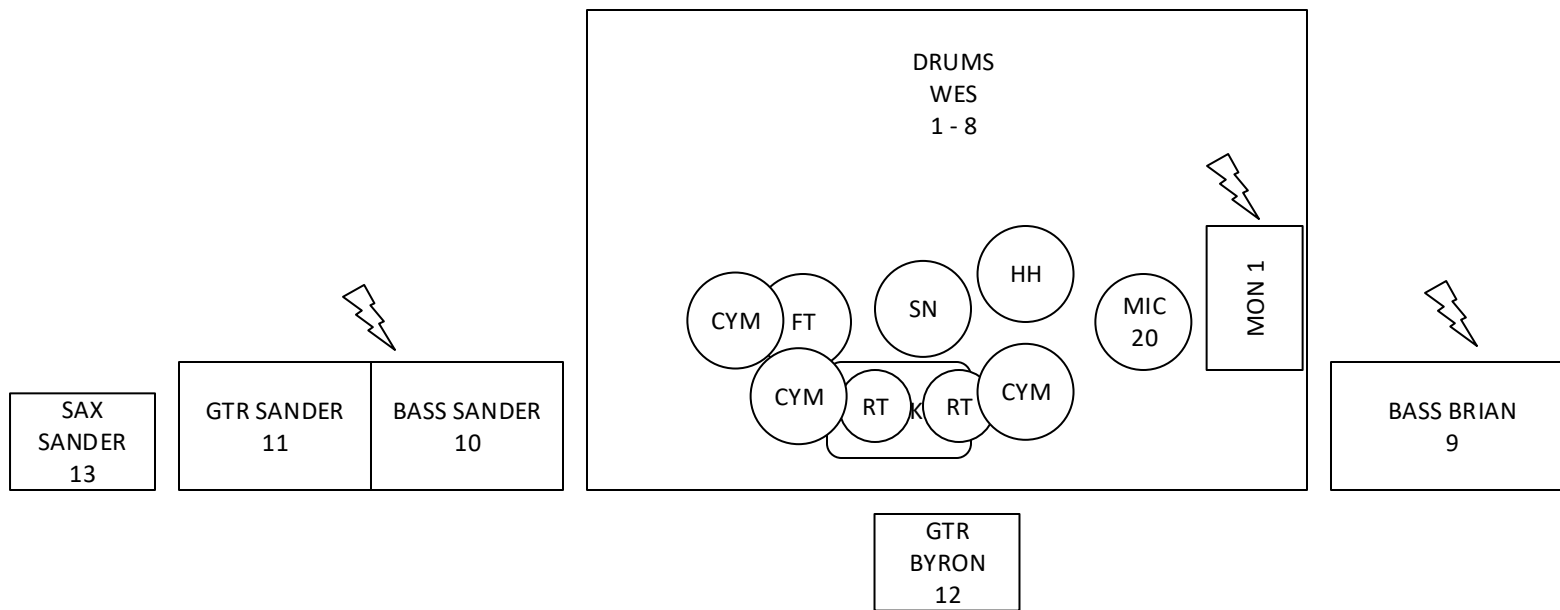 DRUMS
WES
1 - 8
HH
SN
MIC
20
MON 1
CYM
FT
CYM
RT
K
RT
CYM
SAX
SANDER
13
GTR SANDER
11
BASS SANDER
10
BASS BRIAN
9
GTR
BYRON
12